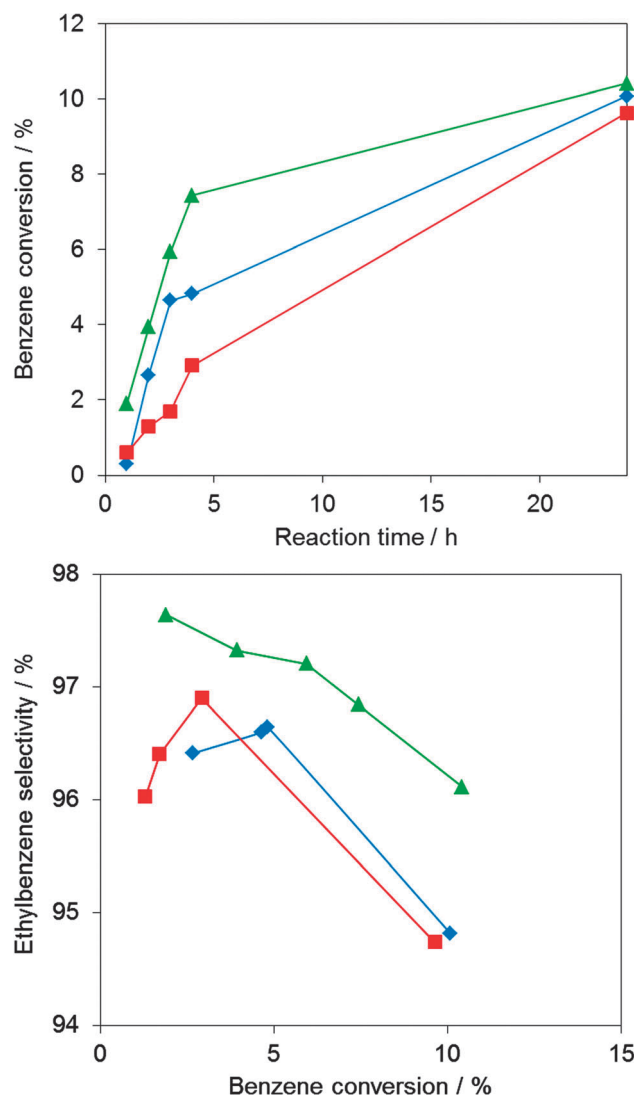 12
10
8
6
4
2
0
0 5 10 15 20
Benzene conversion / %
Reaction time / h
98
97
96
95
94
0 5 10 15
Ethylbenzene selectivity / %
Benzene conversion / %